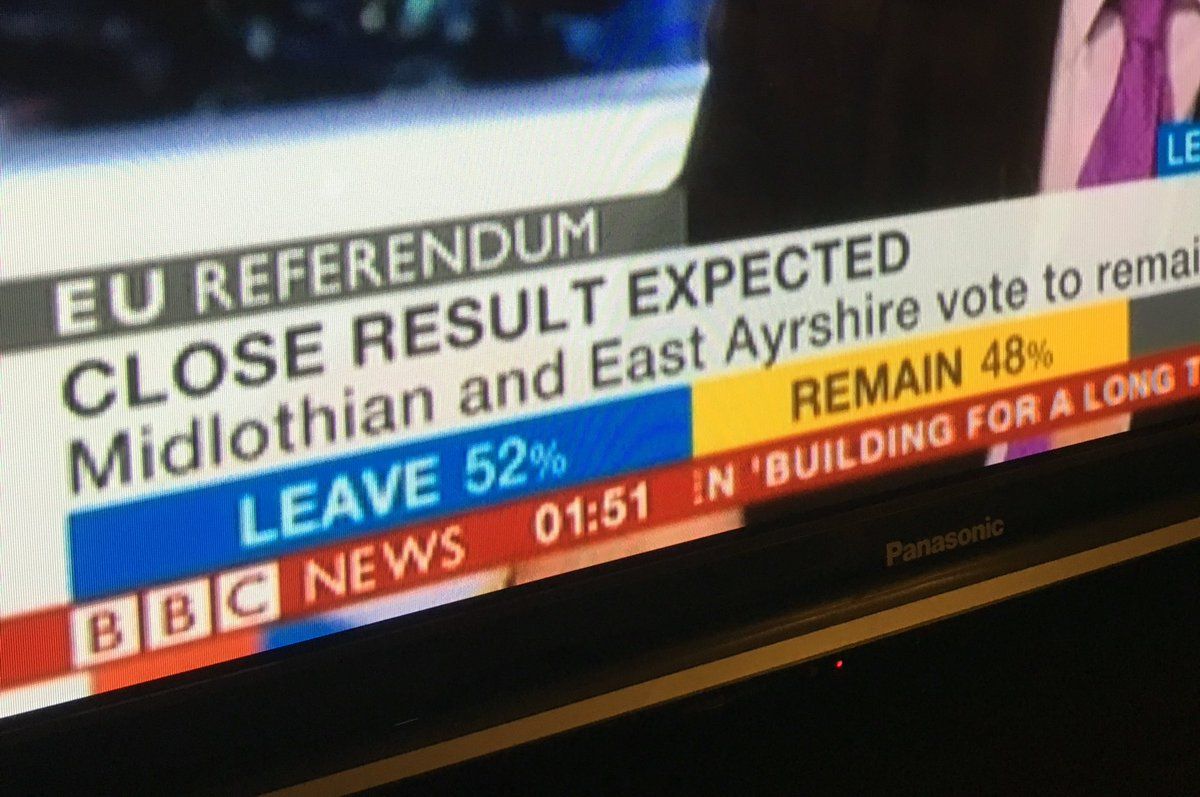 LE
EU REFERENDUM
CLOSE RESULT EXPECTED
Midlothian and East Ayrshire vote to remai
LEAVE 52% REMAIN 48%
BBC NEWS 01:51 IN 'BUILDING FOR A LONG T
Panasonic